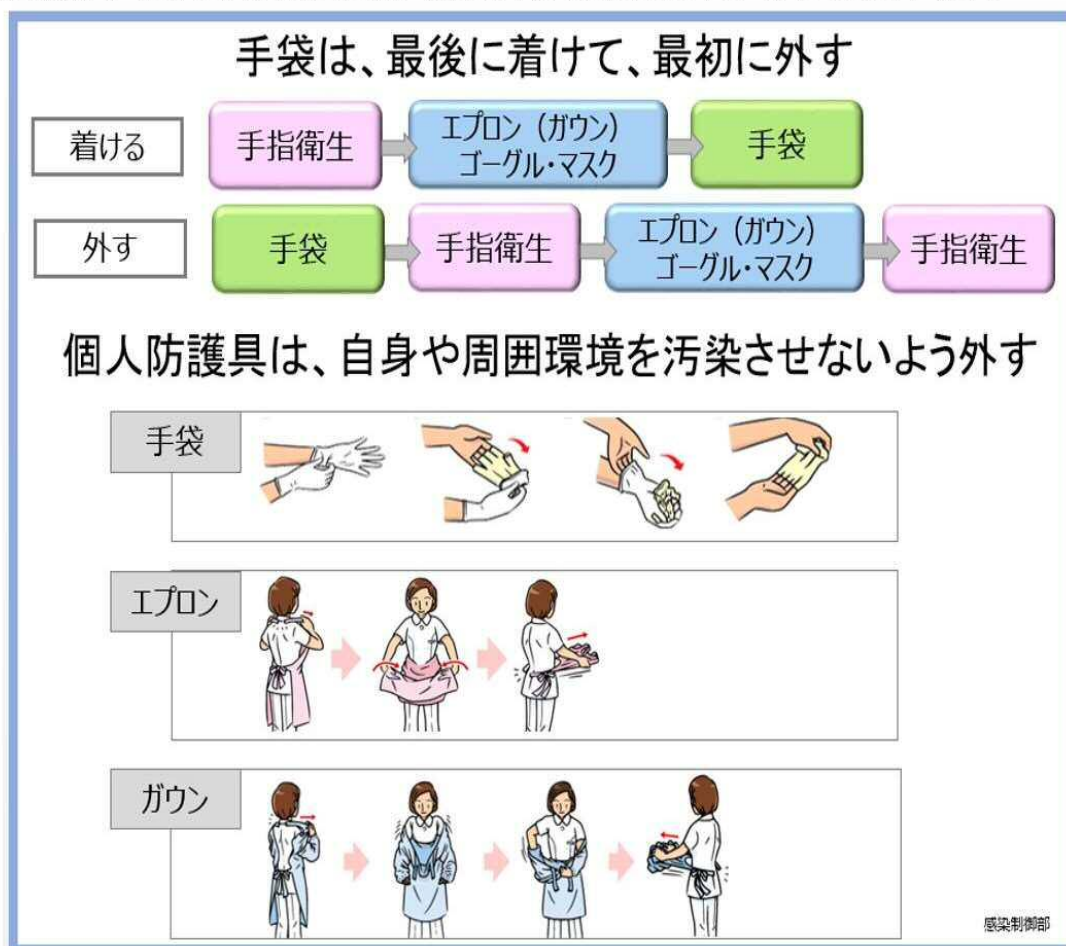 手袋は、最後に着けて、最初に外す
着ける
手指衛生
エプロン（ガウン）
ゴーグル・マスク
手袋
外す
手袋
手指衛生
エプロン（ガウン）
ゴーグル・マスク
手指衛生
個人防護具は、自身や周囲環境を汚染させないよう外す
手袋
エプロン
ガウン
感染制御部